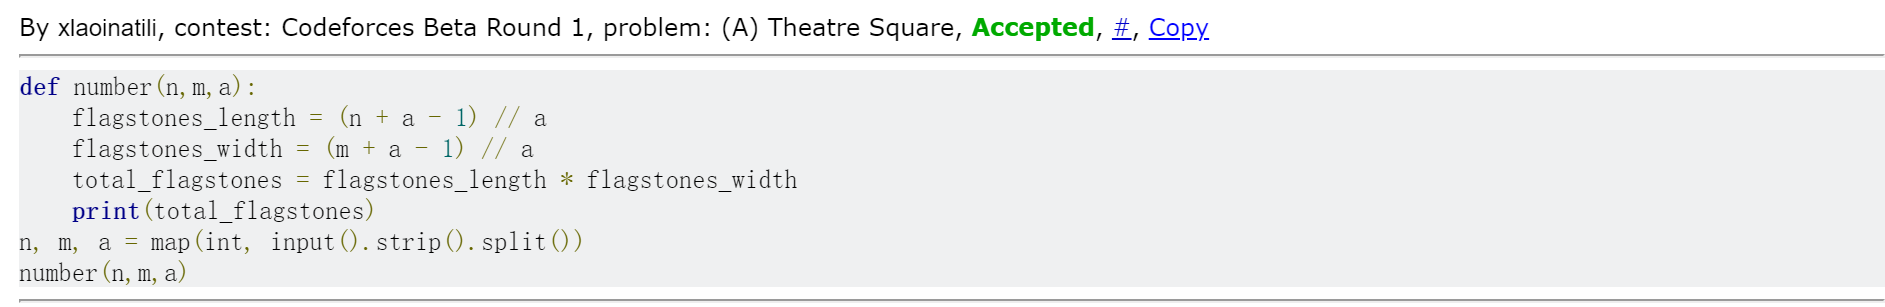 By xlaoinatili, contest: Codeforces Beta Round 1, problem: (A) Theatre Square, Accepted, #, Copy
def number(n,m,a):
    flagstones_length = (n + a - 1) // a
    flagstones_width = (m + a - 1) // a
    total_flagstones = flagstones_length * flagstones_width
    print(total_flagstones)
n, m, a = map(int, input().strip().split())
number(n,m,a)